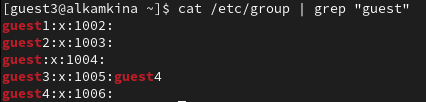 [guest3@alkamkina ~]$ cat /etc/group | grep "guest"
guest1:x:1002:
guest2:x:1003:
guest:x:1004:
guest3:x:1005:guest4
guest4:x:1006: